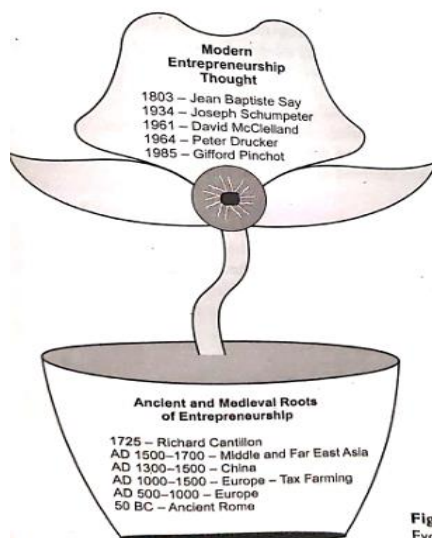 Modern
Entrepreneurship
Thought
1803 – Jean Baptiste Say
1934 – Joseph Schumpeter
1961 – David McClelland
1964 – Peter Drucker
1985 – Gifford Pinchot
Ancient and Medieval Roots
of Entrepreneurship
1725 – Richard Cantillon
AD 1500–1700 – Middle and Far East Asia
AD 1300–1500 – China
AD 1000–1500 – Europe – Tax Farming
AD 500–1000 – Europe
50 BC – Ancient Rome
Fig